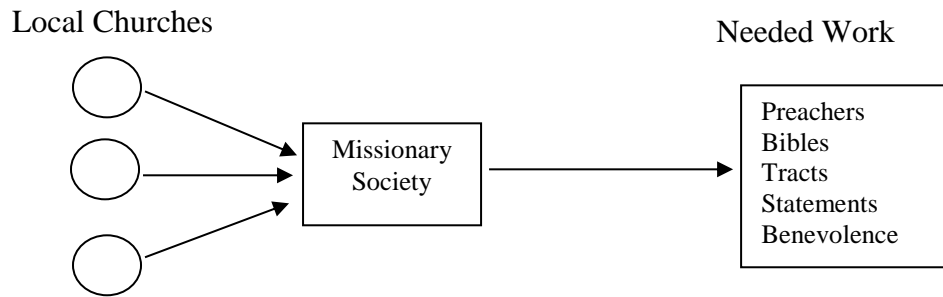 Local Churches
Needed Work
Missionary
Society
Preachers
Bibles
Tracts
Statements
Benevolence